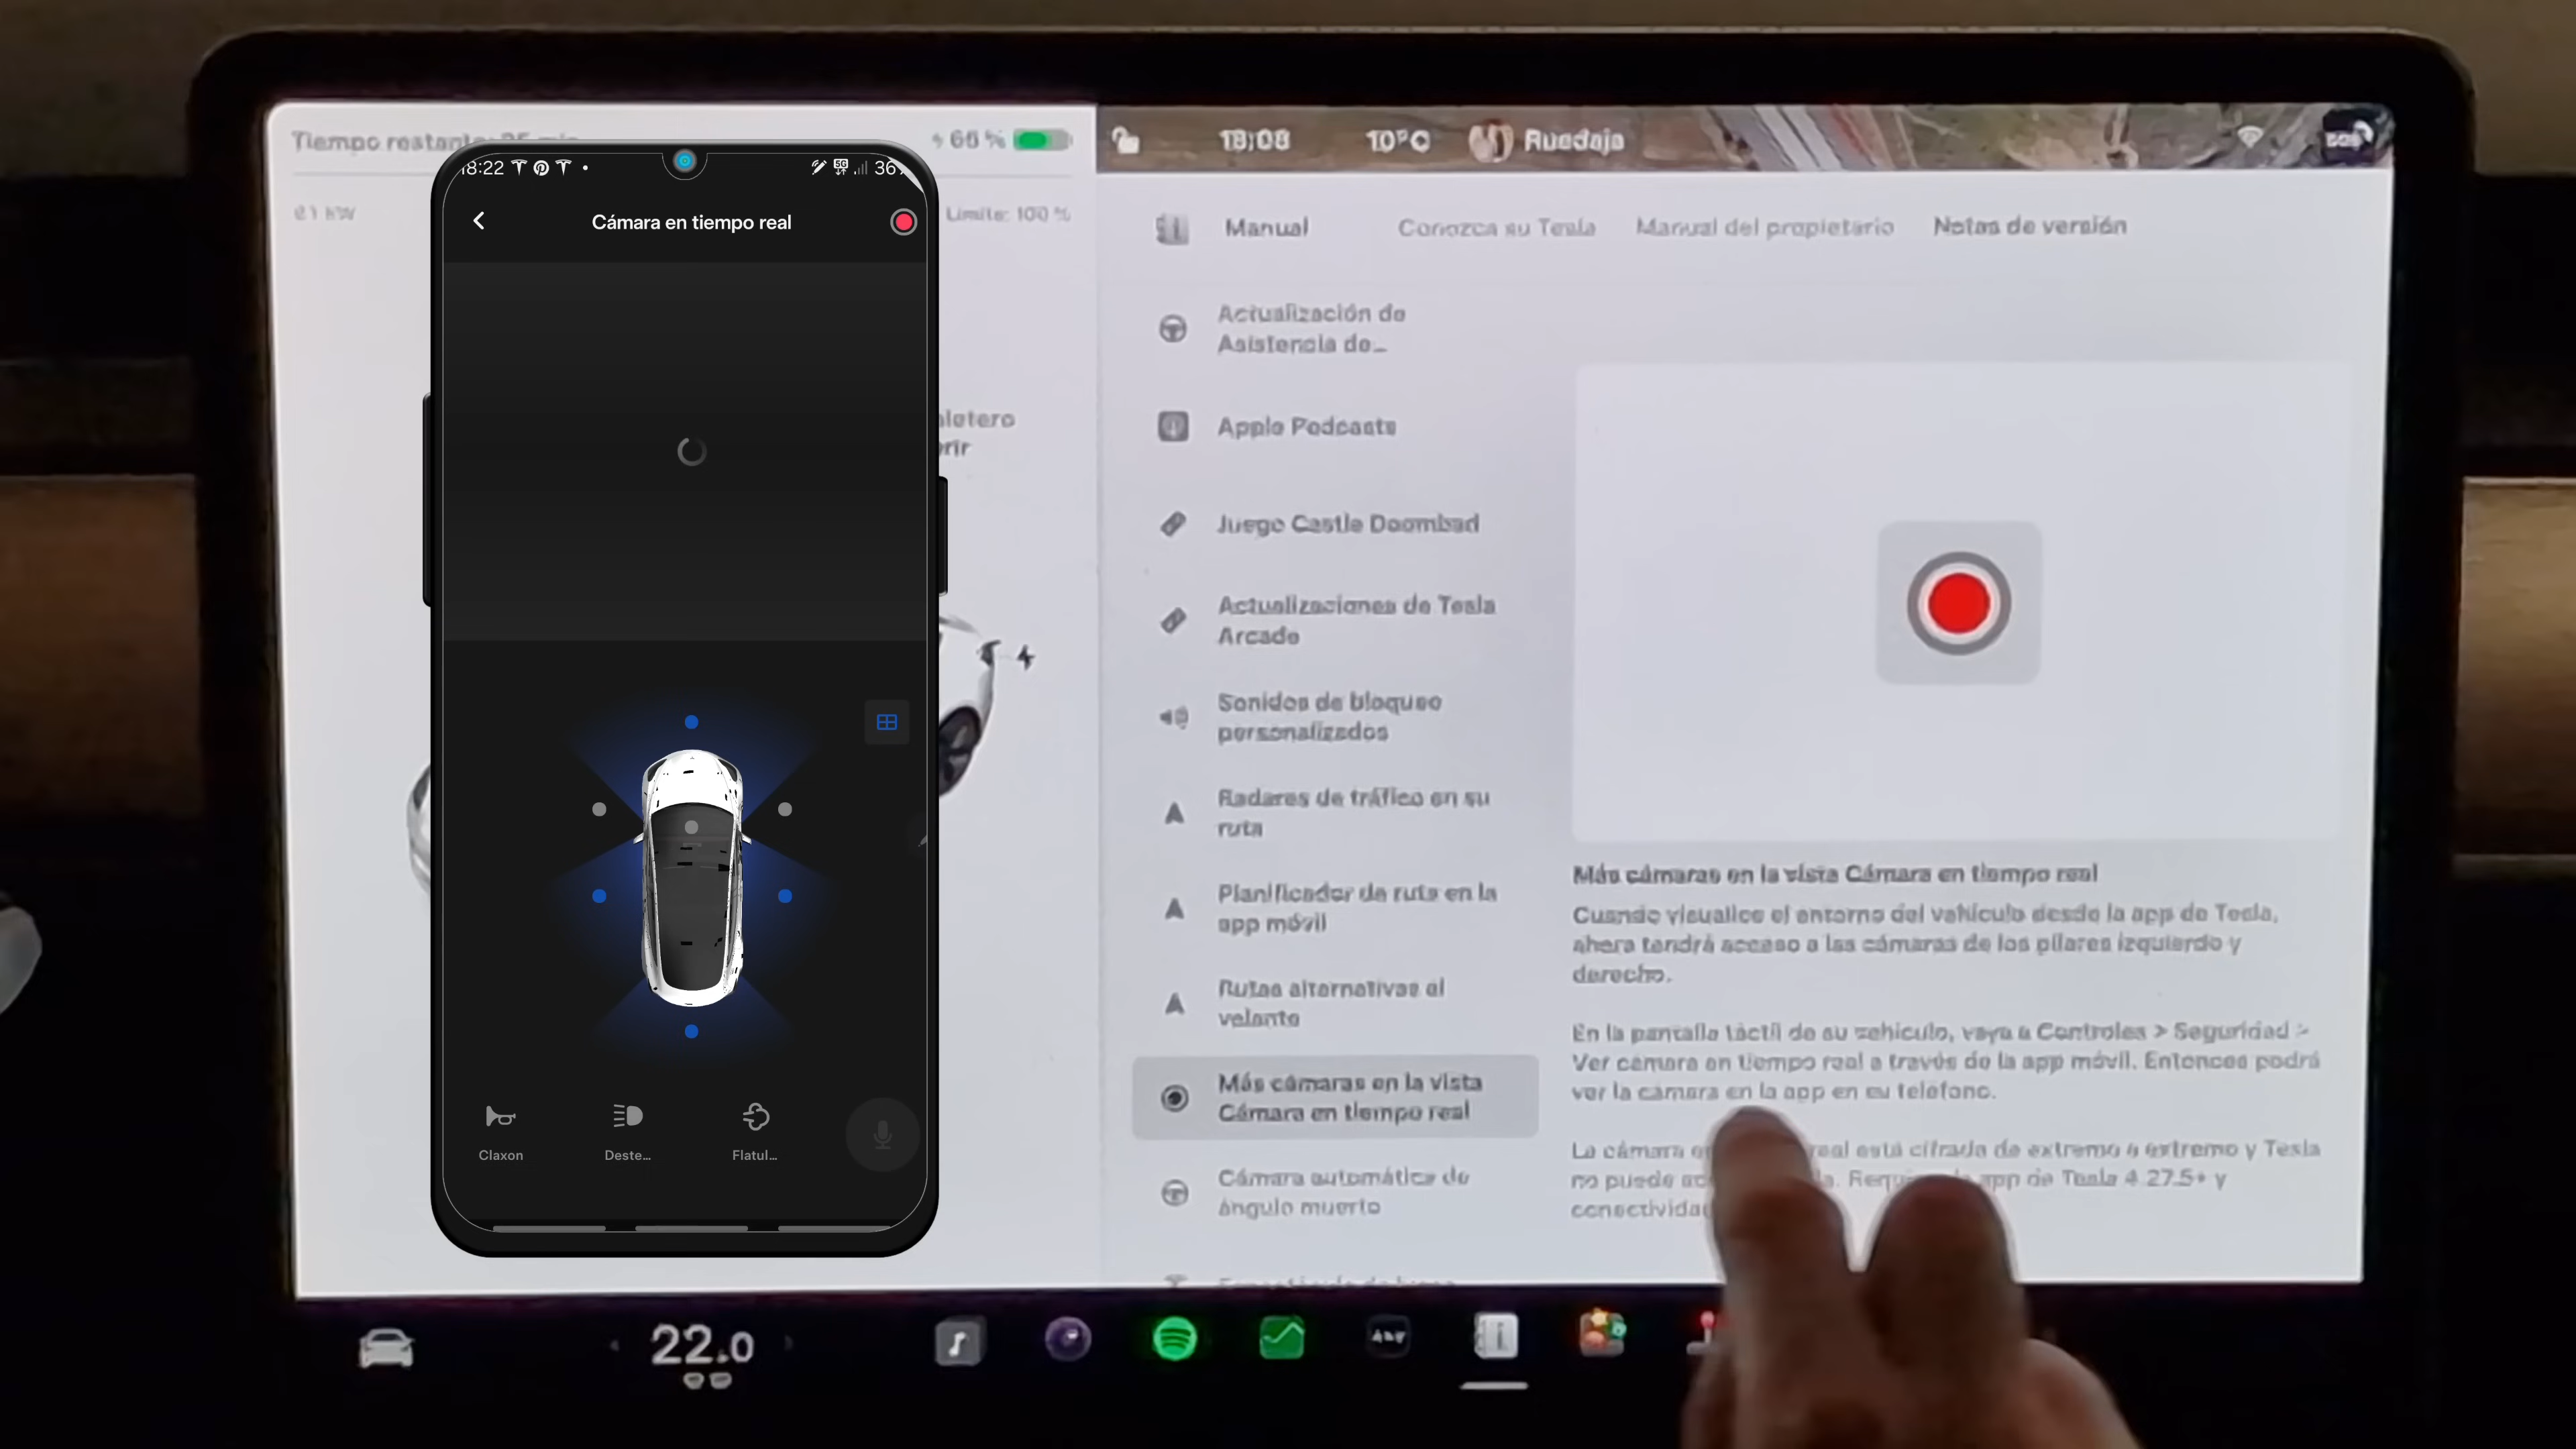 Tiempo restante: 35 min
66 %
Límite: 100 %
18:08
10°C
Ruedaja
SOS
8:22
5G
36%
Cámara en tiempo real
Claxon
Deste...
Flatul...
Manual
Conozca su Tesla
Manual del propietario
Notas de versión
Actualización de
Asistencia de...
Apple Podcasts
Juego Castle Doombad
Actualizaciones de Tesla
Arcade
Sonidos de bloqueo
personalizados
Radares de tráfico en su
ruta
Planificador de ruta en la
app móvil
Rutas alternativas al
volante
Más cámaras en la vista
Cámara en tiempo real
Cámara automática de
ángulo muerto
Más cámaras en la vista Cámara en tiempo real
Cuando visualice el entorno del vehículo desde la app de Tesla,
ahora tendrá acceso a las cámaras de los pilares izquierdo y
derecho.
En la pantalla táctil de su vehículo, vaya a Controles > Seguridad >
Ver cámara en tiempo real a través de la app móvil. Entonces podrá
ver la cámara en la app en su teléfono.
La cámara real está cifrada de extremo a extremo y Tesla
no puede app de Tesla 4.27.5+ y
22.0